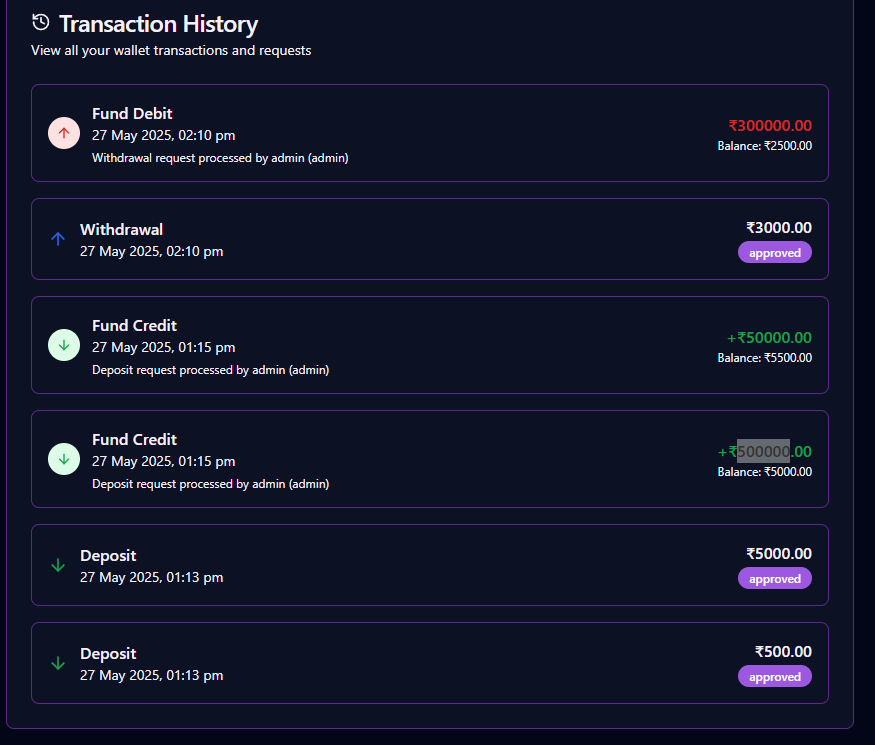 Transaction History
View all your wallet transactions and requests
Fund Debit
27 May 2025, 02:10 pm
Withdrawal request processed by admin (admin)
₹300000.00
Balance: ₹2500.00
Withdrawal
27 May 2025, 02:10 pm
₹3000.00
approved
Fund Credit
27 May 2025, 01:15 pm
Deposit request processed by admin (admin)
+₹50000.00
Balance: ₹5500.00
Fund Credit
27 May 2025, 01:15 pm
Deposit request processed by admin (admin)
+₹500000.00
Balance: ₹5000.00
Deposit
27 May 2025, 01:13 pm
₹5000.00
approved
Deposit
27 May 2025, 01:13 pm
₹500.00
approved